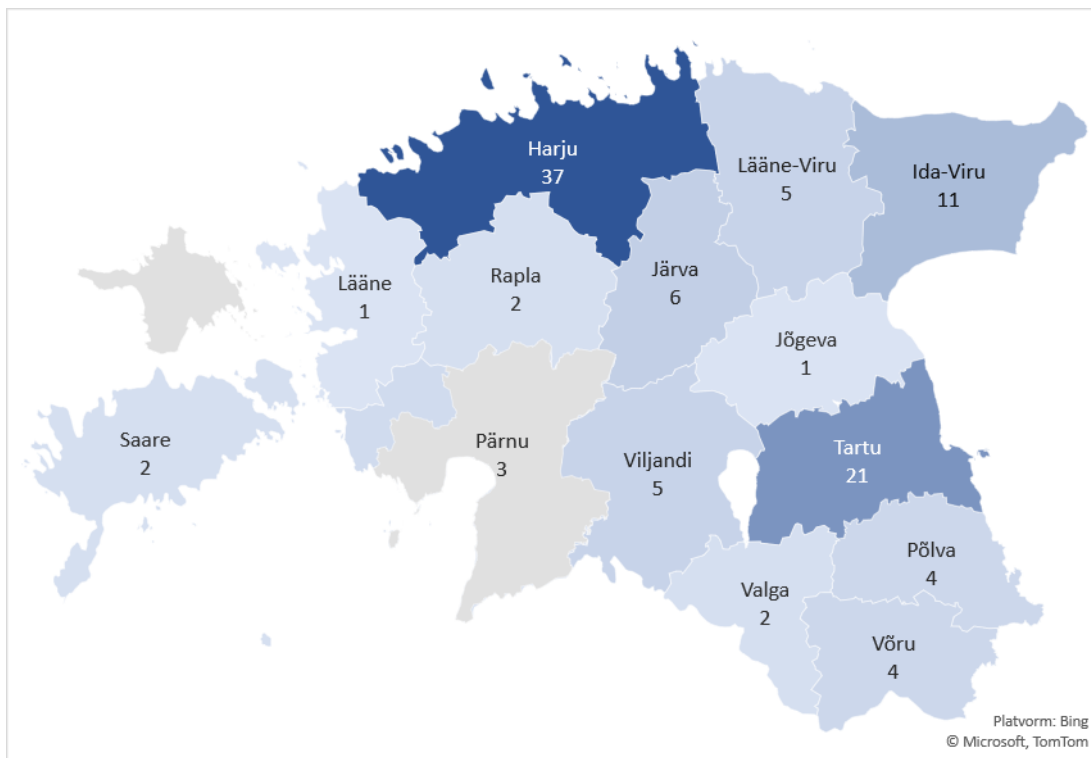 Harju
37
Lääne-Viru
5
Ida-Viru
11
Lääne
1
Rapla
2
Järva
6
Jõgeva
1
Saare
2
Pärnu
3
Viljandi
5
Tartu
21
Põlva
4
Valga
2
Võru
4
Platvorm: Bing
© Microsoft, TomTom